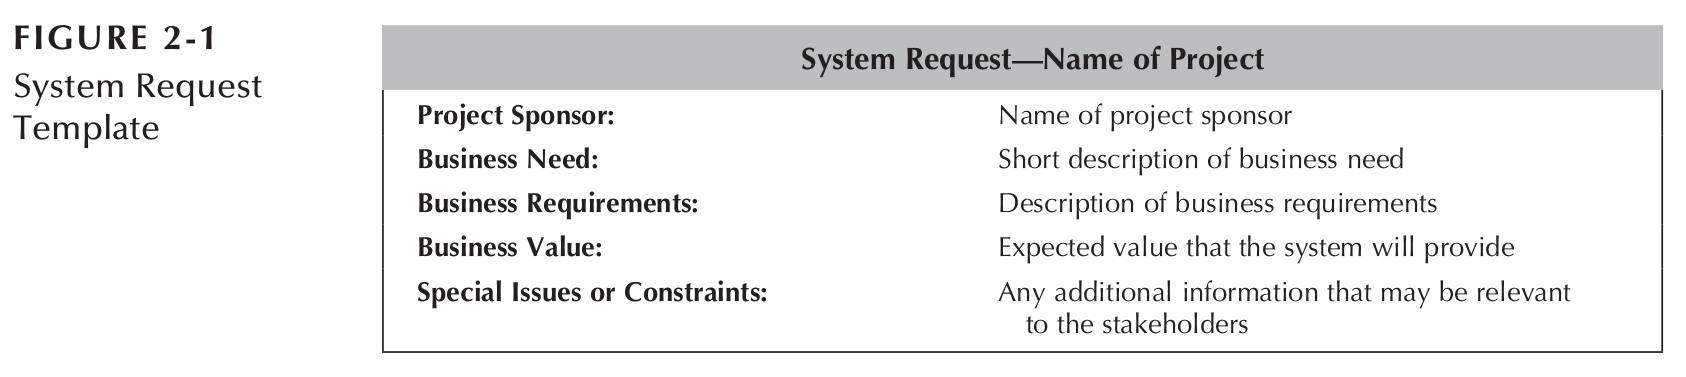 FIGURE 2-1
System Request
Template
System Request—Name of Project
Project Sponsor: Name of project sponsor
Business Need: Short description of business need
Business Requirements: Description of business requirements
Business Value: Expected value that the system will provide
Special Issues or Constraints: Any additional information that may be relevant
to the stakeholders